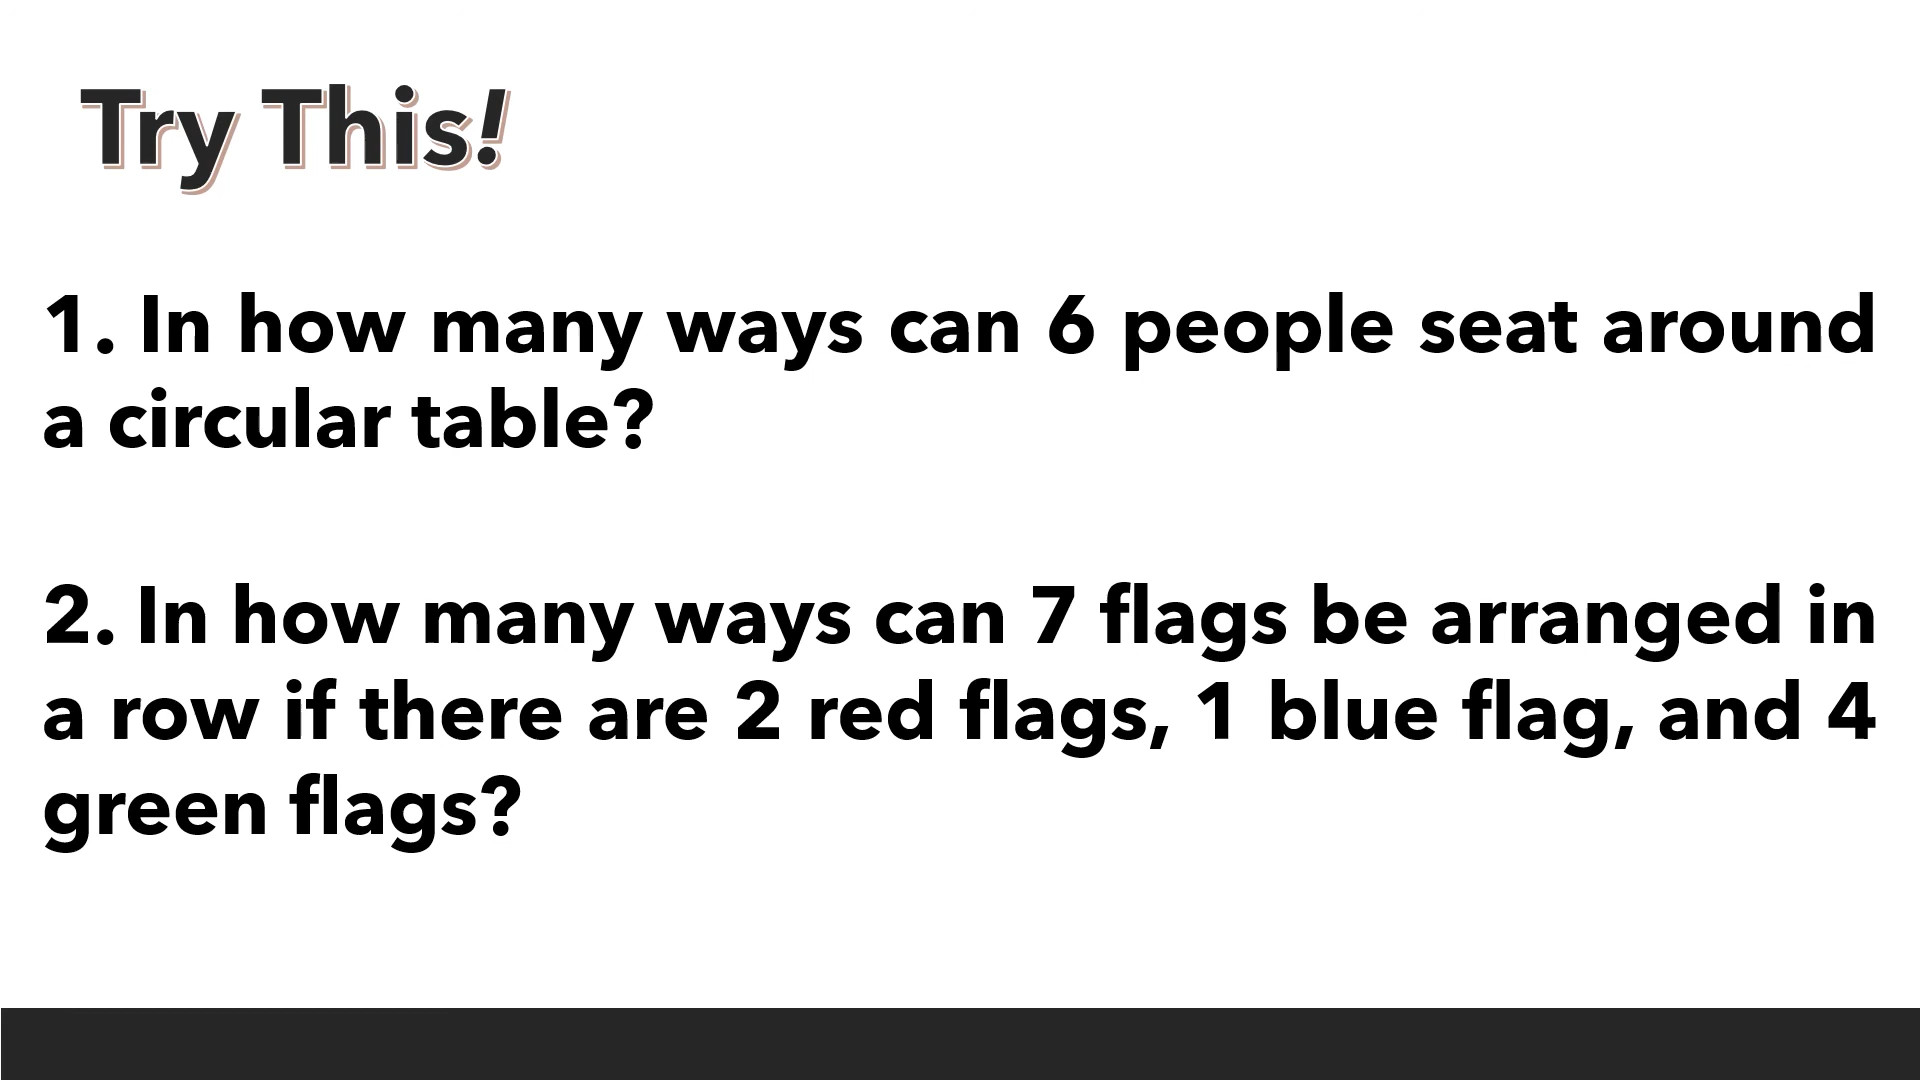 Try This!
1. In how many ways can 6 people seat around
a circular table?
2. In how many ways can 7 flags be arranged in
a row if there are 2 red flags, 1 blue flag, and 4
green flags?